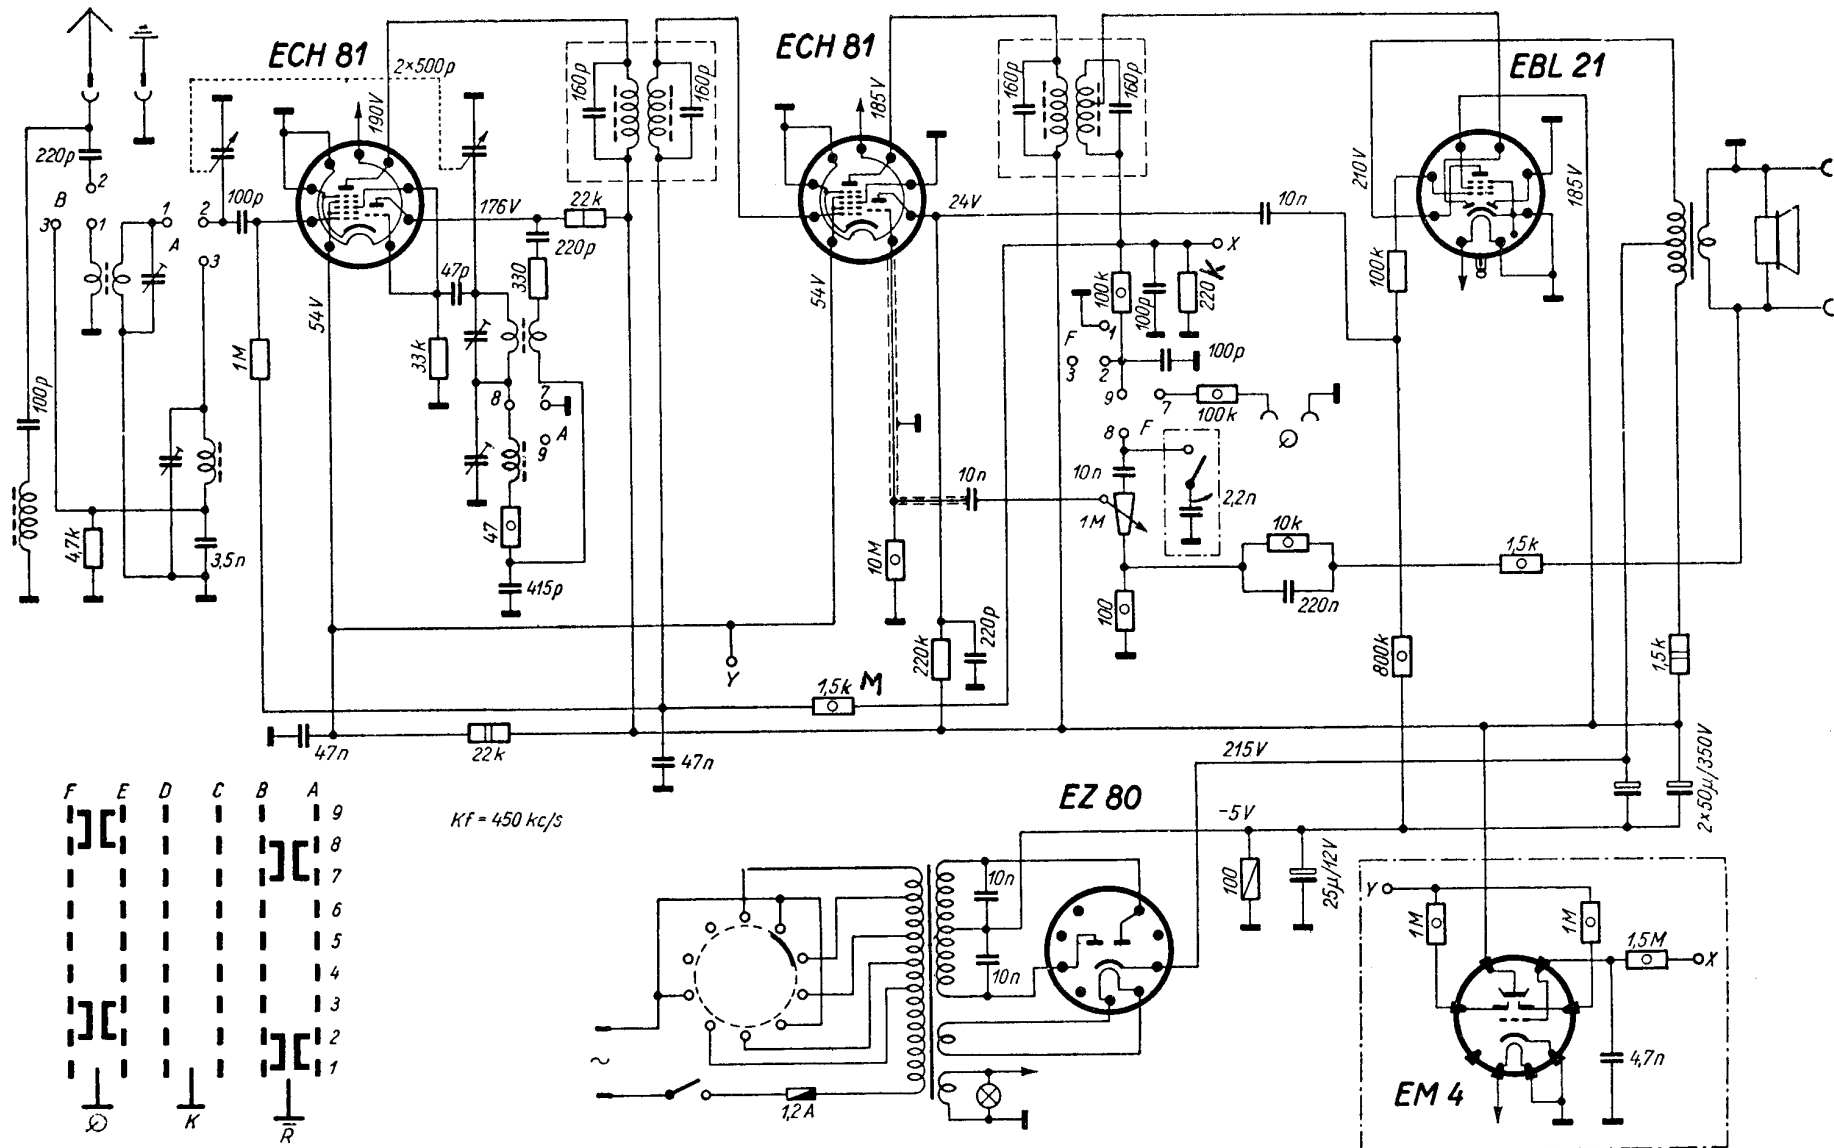 ECH 81
ECH 81
EBL 21
2×500p
190V
160p
160p
185V
160p
160p
210V
185V
220p
2
B
3
1
1
2
A
3
100p
176V
22k
220p
330
47p
54V
1M
33k
8
7
A
9
47
415p
100p
4,7k
3,5n
24V
54V
10n
X
100k
100p
220k
1
F
3
2
100p
9
7
100k
8
F
10n
10n
1M
2,2n
10M
100
10k
220n
1,5k
100k
800k
1,5k
220k
220p
Y
1,5k M
47n
22k
47n
215V
2×50µ/350V
EZ 80
-5V
Kf = 450 kc/s
F E D C B A
9
8
7
6
5
4
3
2
1
K
R
10n
10n
100
25µ/12V
~
1,2A
Y
1M
1M
1,5M
X
4,7n
EM 4